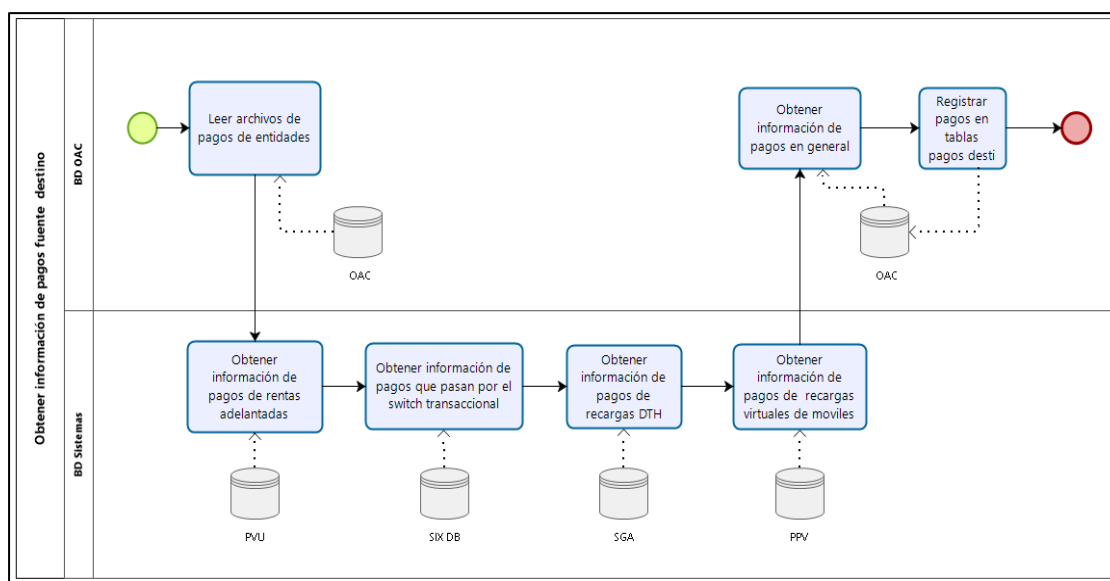 Obtener información de pagos fuente destino
BD OAC
Leer archivos de
pagos de entidades
OAC
Obtener
información de
pagos en general
Registrar
pagos en
tablas
pagos desti
OAC
BD Sistemas
Obtener
información de
pagos de rentas
adelantadas
PVU
Obtener información de
pagos que pasan por el
switch transaccional
SIX DB
Obtener
información de
pagos de
recargas DTH
SGA
Obtener
información de
pagos de recargas
virtuales de moviles
PPV